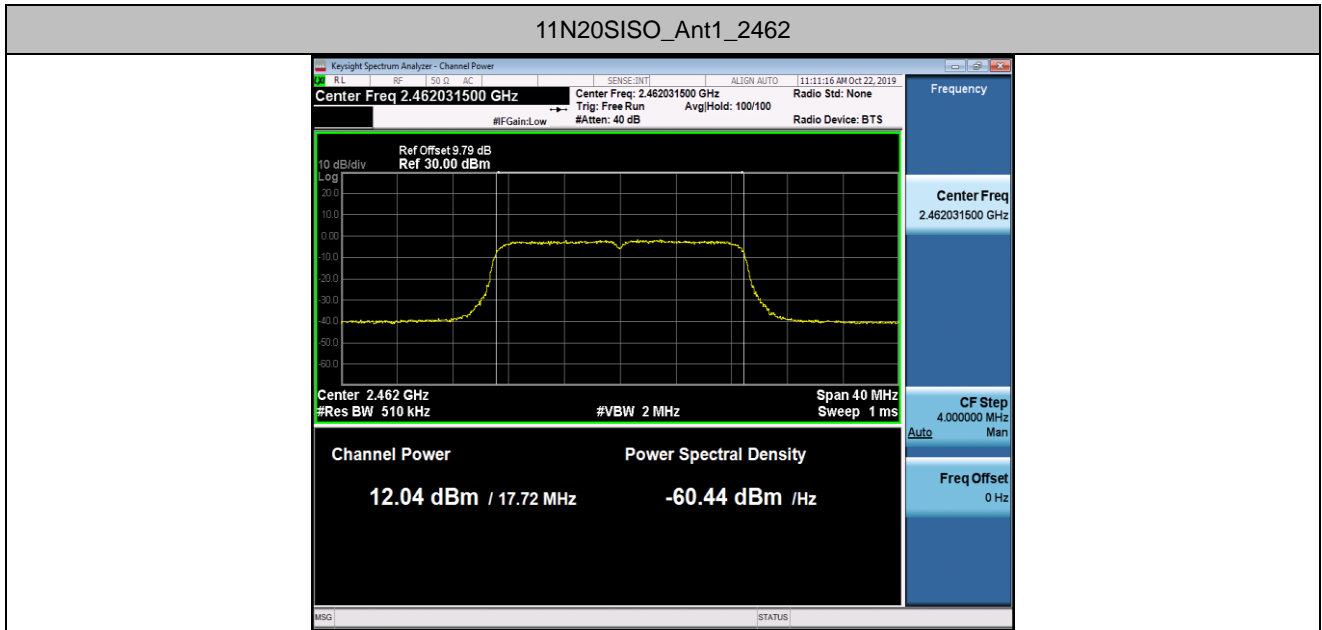 11N20SISO_Ant1_2462
Keysight Spectrum Analyzer - Channel Power
RL RF 50 Ω AC SENSE:INT ALIGN AUTO 11:11:16 AM Oct 22, 2019
Center Freq 2.462031500 GHz Center Freq: 2.462031500 GHz Radio Std: None
Trig: Free Run Avg|Hold: 100/100
#IFGain:Low #Atten: 40 dB Radio Device: BTS
Frequency
Ref Offset 9.79 dB
10 dB/div Ref 30.00 dBm
Log
20.0
10.0
0.00
-10.0
-20.0
-30.0
-40.0
-50.0
-60.0
Center 2.462 GHz Span 40 MHz
#Res BW 510 kHz #VBW 2 MHz Sweep 1 ms
Channel Power Power Spectral Density
12.04 dBm / 17.72 MHz -60.44 dBm /Hz
Center Freq
2.462031500 GHz
CF Step
4.000000 MHz
Auto Man
Freq Offset
0 Hz
MSG STATUS